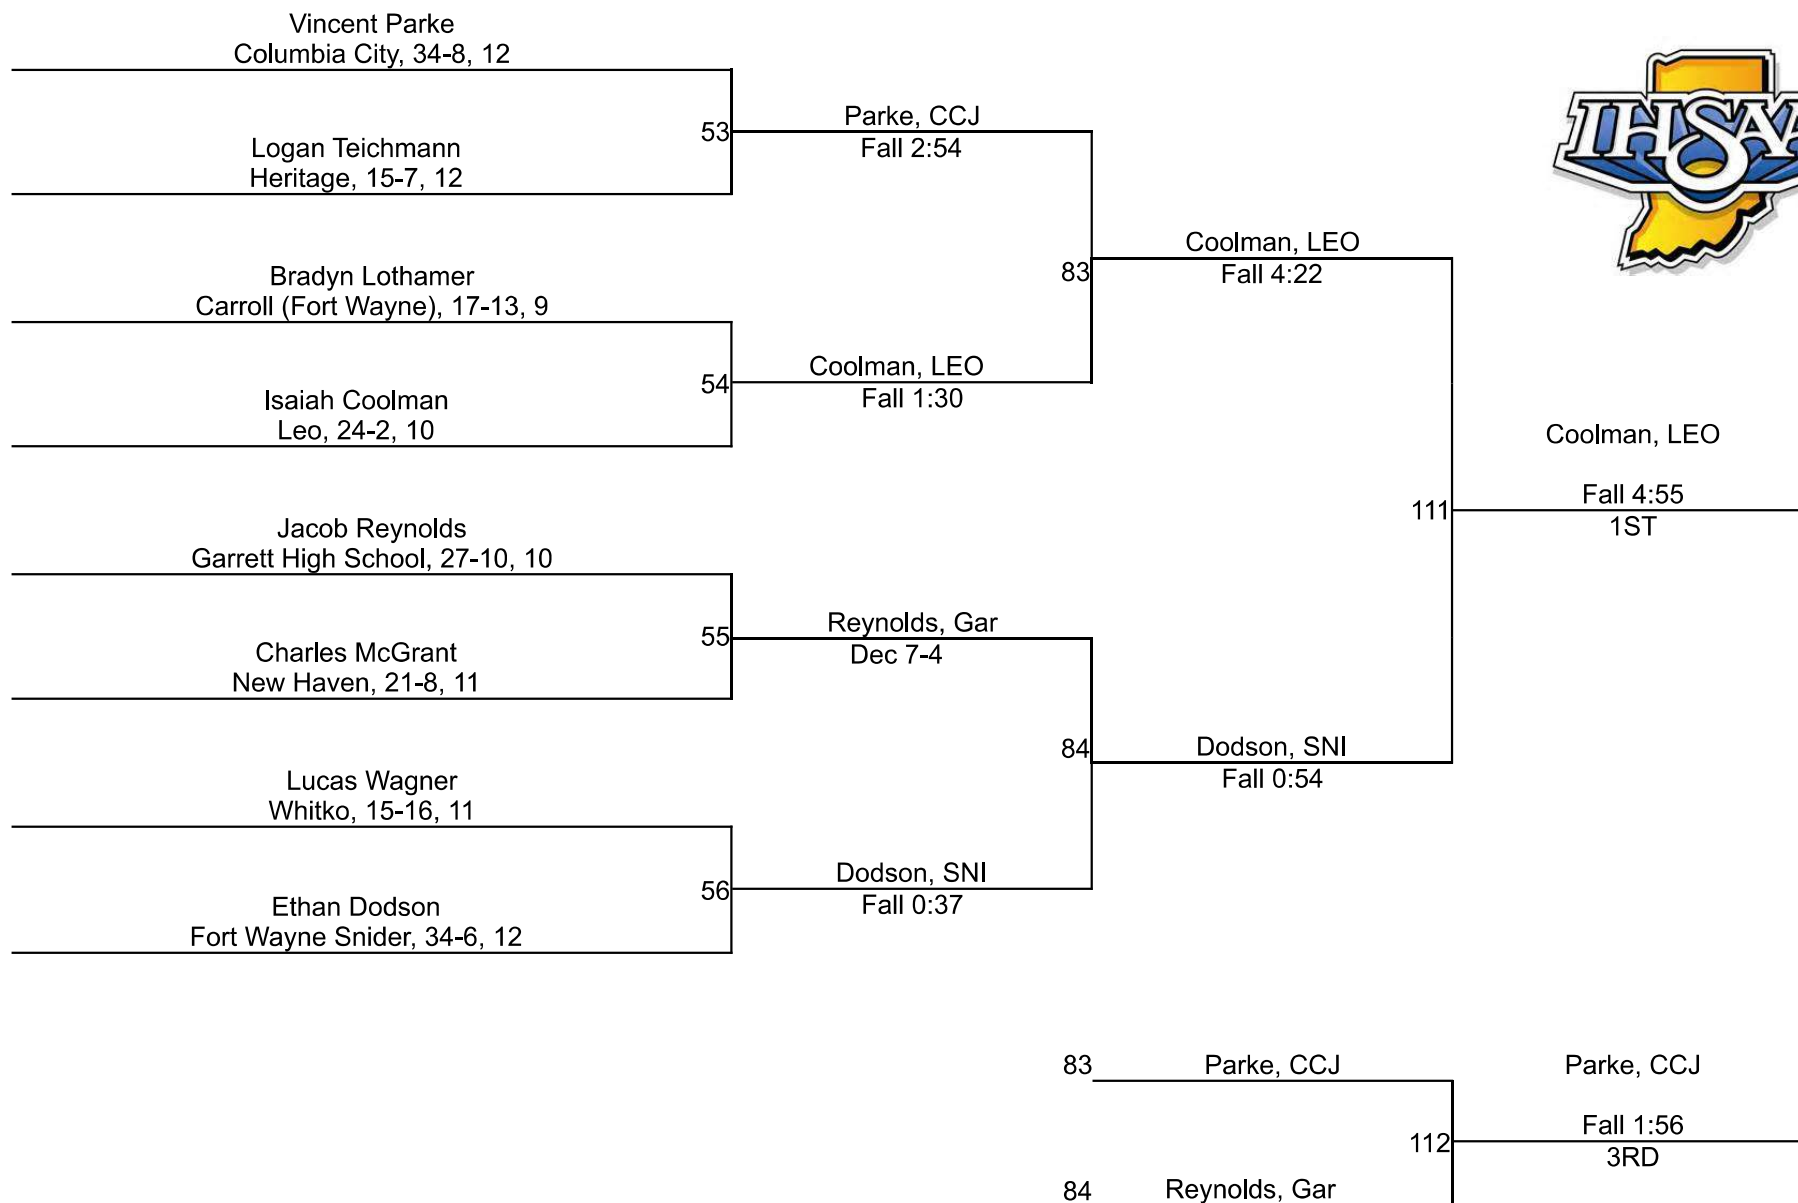 Vincent Parke
Columbia City, 34-8, 12
Logan Teichmann
Heritage, 15-7, 12
53
Parke, CCJ
Fall 2:54
Bradyn Lothamer
Carroll (Fort Wayne), 17-13, 9
Isaiah Coolman
Leo, 24-2, 10
54
Coolman, LEO
Fall 1:30
83
Coolman, LEO
Fall 4:22
IHSAA
Jacob Reynolds
Garrett High School, 27-10, 10
Charles McGrant
New Haven, 21-8, 11
55
Reynolds, Gar
Dec 7-4
Lucas Wagner
Whitko, 15-16, 11
Ethan Dodson
Fort Wayne Snider, 34-6, 12
56
Dodson, SNI
Fall 0:37
84
Dodson, SNI
Fall 0:54
111
Coolman, LEO
Fall 4:55
1ST
83
Parke, CCJ
84
Reynolds, Gar
112
Parke, CCJ
Fall 1:56
3RD